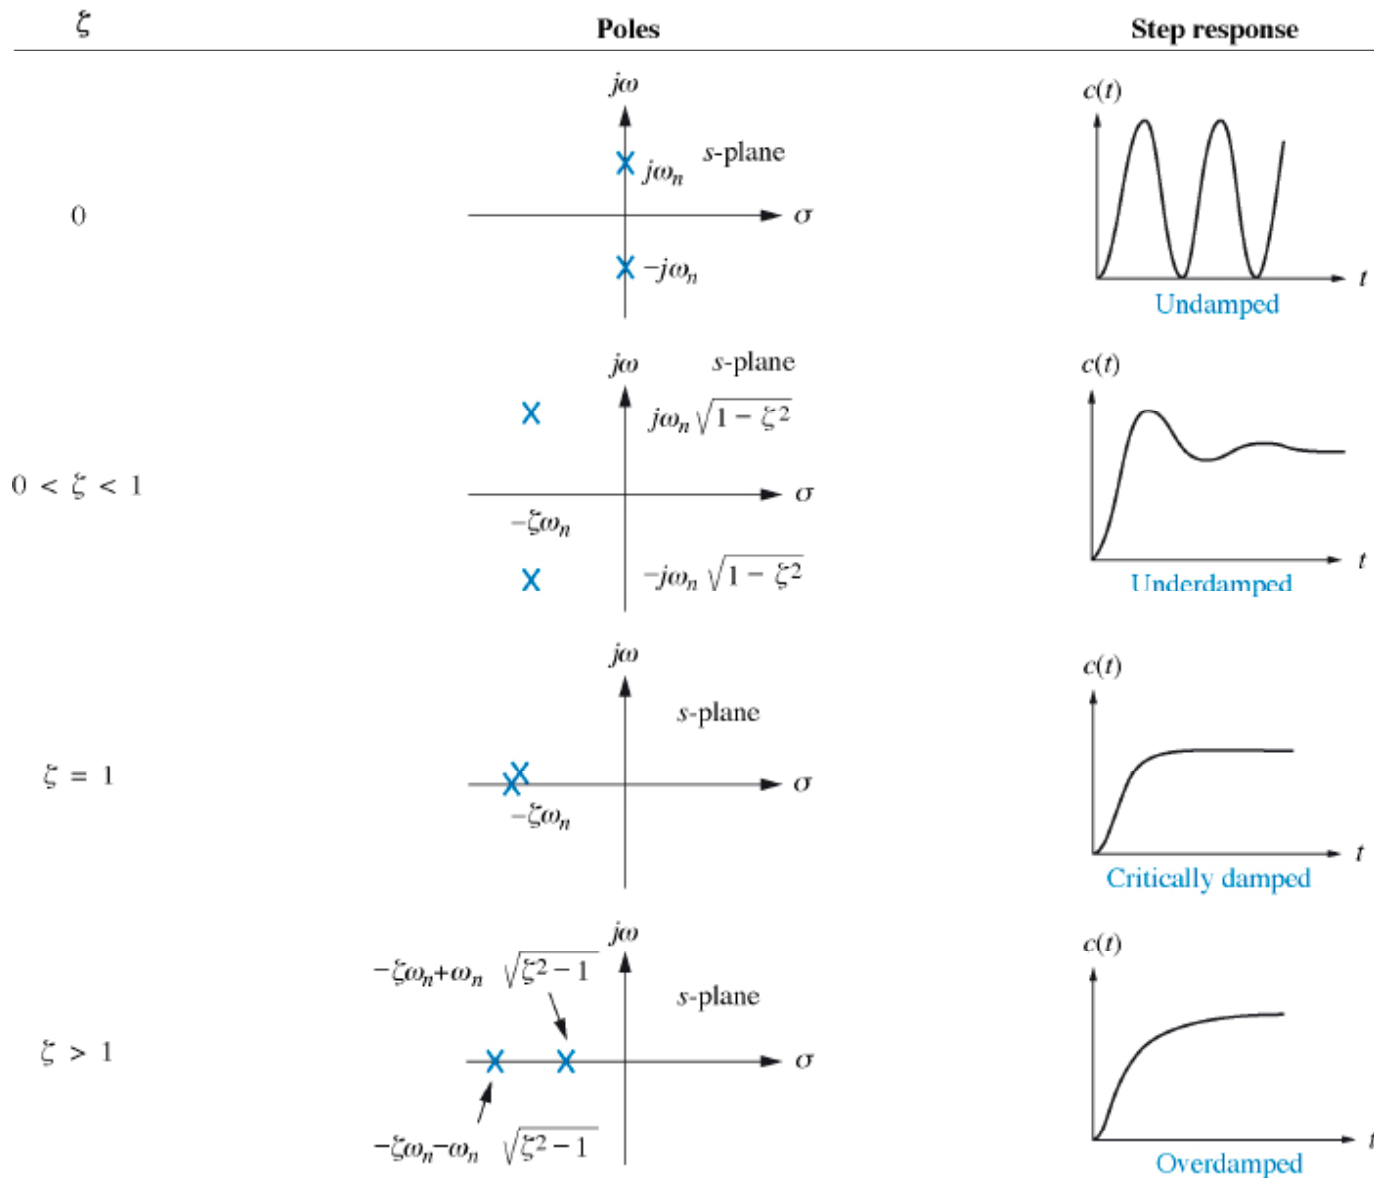 ζ Poles Step response
jω
c(t)
s-plane
jωn
0
σ
-jωn
t
Undamped
jω
s-plane
c(t)
jωn √1 - ζ²
0 < ζ < 1
σ
-ζωn
-jωn √1 - ζ²
t
Underdamped
jω
c(t)
s-plane
ζ = 1
σ
-ζωn
t
Critically damped
jω
c(t)
-ζωn+ωn √ζ² - 1
s-plane
ζ > 1
σ
-ζωn-ωn √ζ² - 1
t
Overdamped